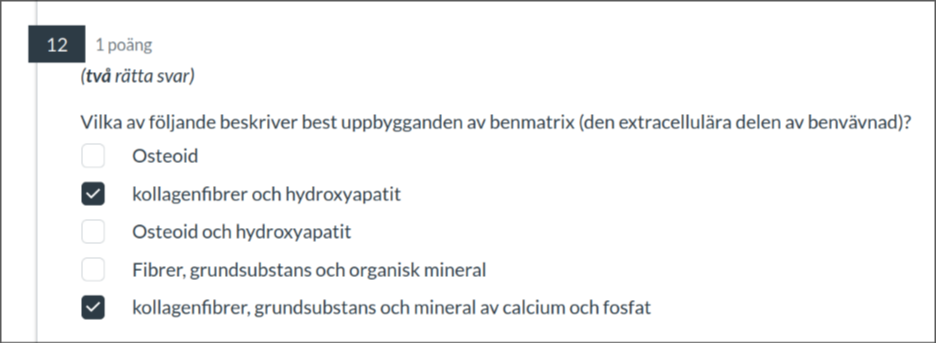 12 1 poäng
(två rätta svar)
Vilka av följande beskriver best uppbygganden av benmatrix (den extracellulära delen av benvävnad)?
Osteoid
kollagenfibrer och hydroxyapatit
Osteoid och hydroxyapatit
Fibrer, grundsubstans och organisk mineral
kollagenfibrer, grundsubstans och mineral av calcium och fosfat